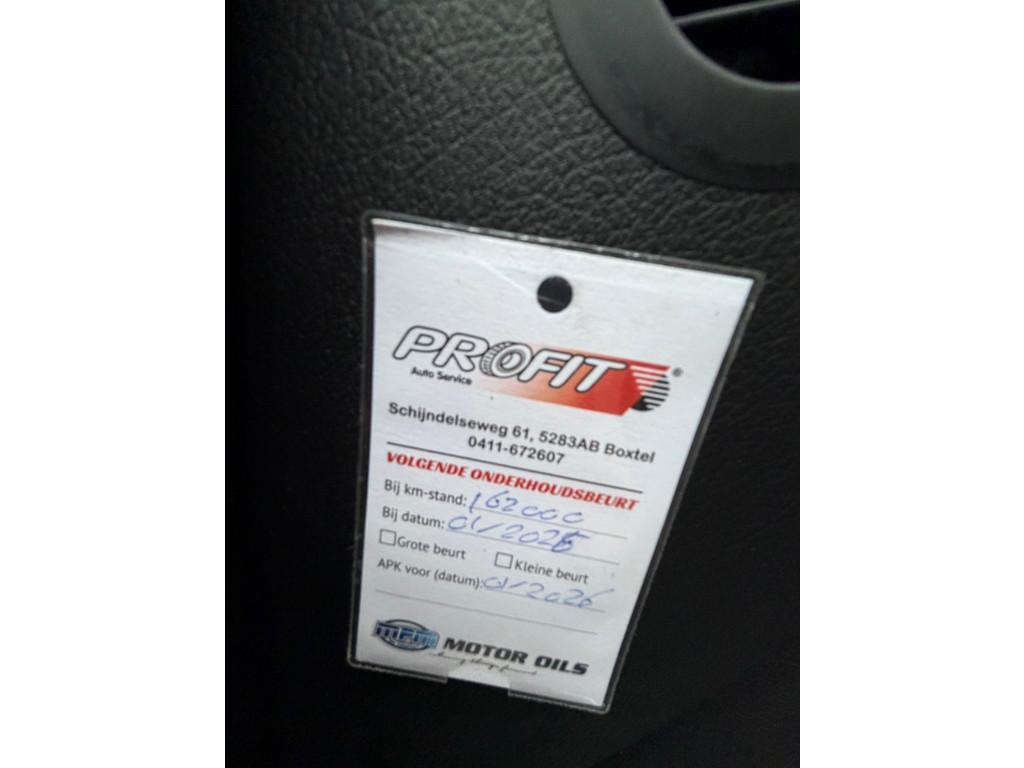 PROFIT ®
Auto Service
Schijndelseweg 61, 5283AB Boxtel
0411-672607
VOLGENDE ONDERHOUDSBEURT
Bij km-stand: 162000
Bij datum: 01/2026
Grote beurt Kleine beurt
APK voor (datum): 01/2026
MPM MOTOR OILS